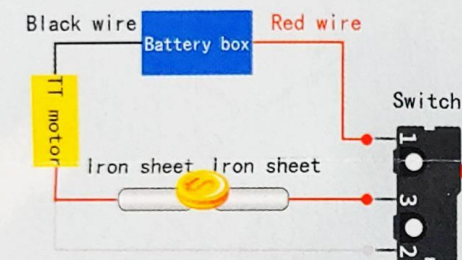 Black wire
Battery box
Red wire
Switch
TT motor
iron sheet
iron sheet
$
1
3
2